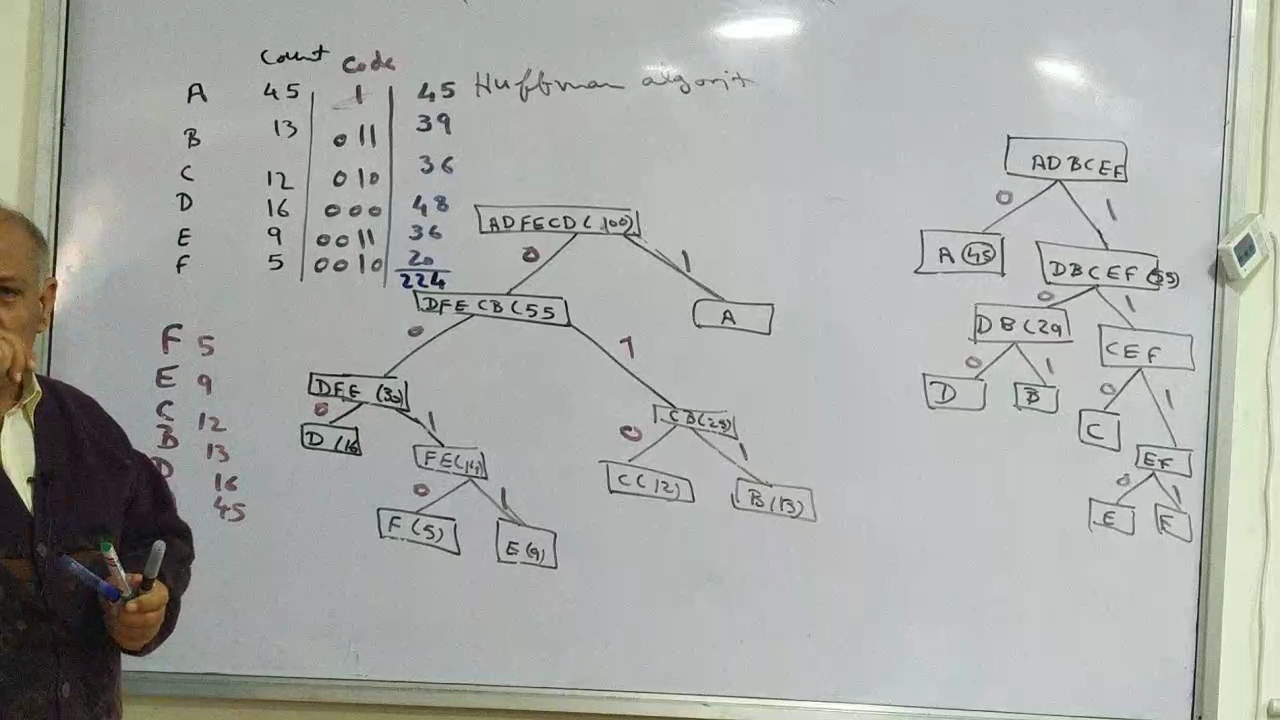 Count Code
A 45 1 45
B 13 011 39
C 12 010 36
D 16 000 48
E 9 0011 36
F 5 0010 20
224
Huffman algorit
F 5
E 9
C 12
B 13
D 16
45
ADFECD (100)
0 1
DFECB (55
A
0 1
DFE (30)
CB (25)
0 1
0 1
D (16
FE (14)
C (12)
B (13)
0 1
F (5)
E (9)
ADBCEF
0 1
A 45
DBCEF (55)
0 1
DB (29
CEF
0 1
0 1
D
B
C
EF
0 1
E
F